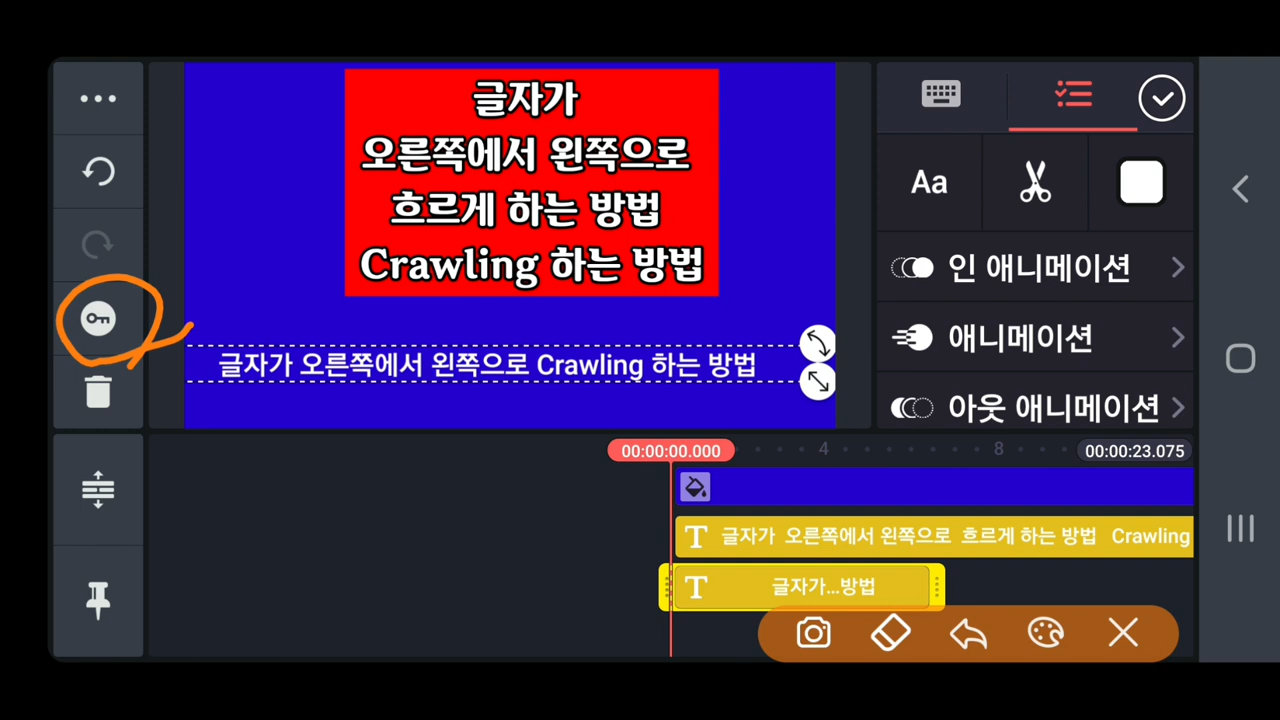 글자가
오른쪽에서 왼쪽으로
흐르게 하는 방법
Crawling 하는 방법
글자가 오른쪽에서 왼쪽으로 Crawling 하는 방법
Aa
인 애니메이션
애니메이션
아웃 애니메이션
00:00:00.000
4
8
00:00:23.075
T 글자가 오른쪽에서 왼쪽으로 흐르게 하는 방법 Crawling
T 글자가...방법